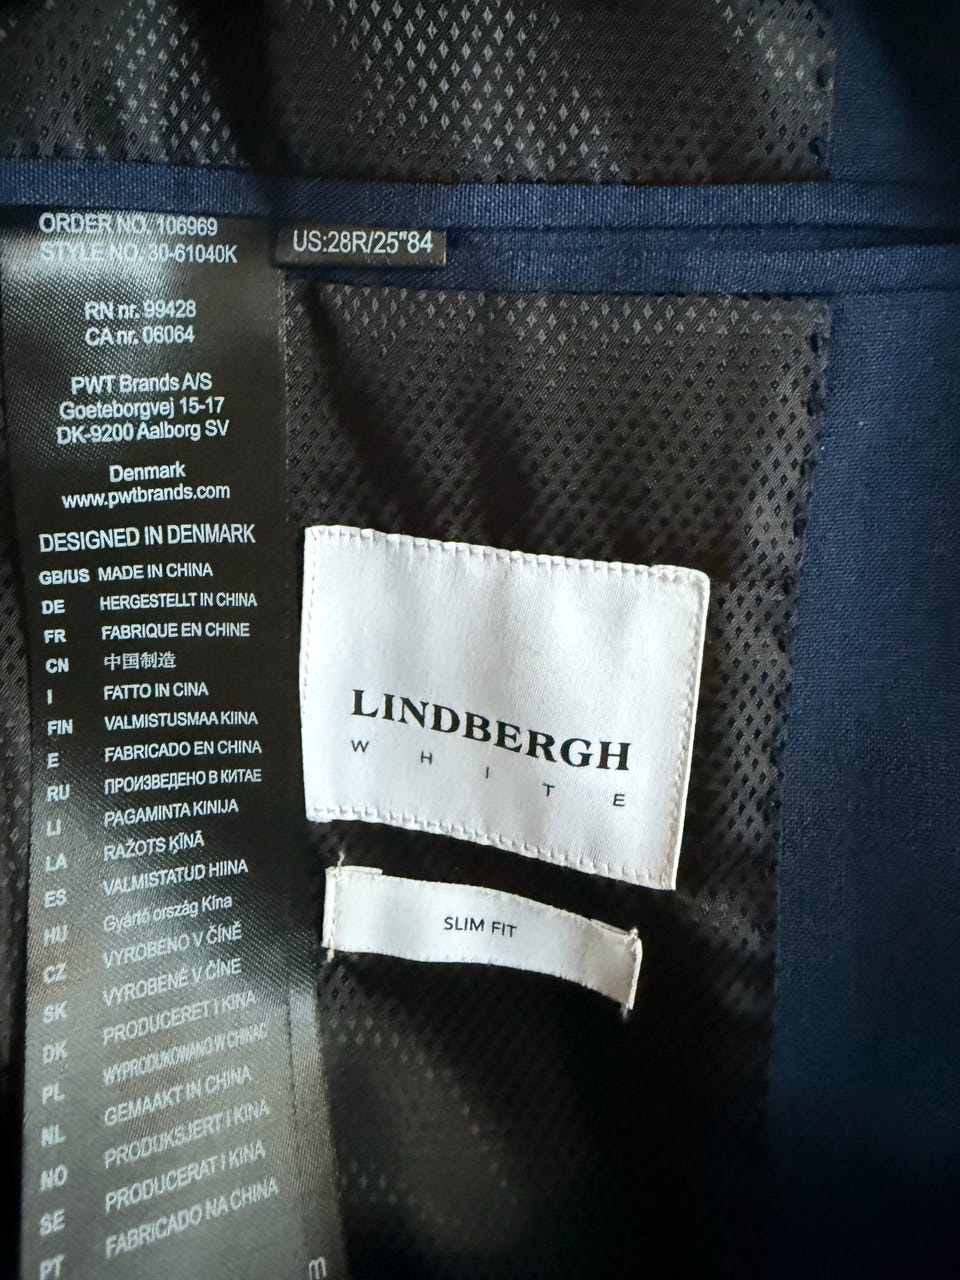 ORDER NO. 106969
STYLE NO. 30-61040K
US:28R/25"84
RN nr. 99428
CA nr. 06064
PWT Brands A/S
Goeteborgvej 15-17
DK-9200 Aalborg SV
Denmark
www.pwtbrands.com
DESIGNED IN DENMARK
GB/US MADE IN CHINA
DE HERGESTELLT IN CHINA
FR FABRIQUE EN CHINE
CN 中国制造
I FATTO IN CINA
FIN VALMISTUSMAA KIINA
E FABRICADO EN CHINA
RU ПРОИЗВЕДЕНО В КИТАЕ
LI PAGAMINTA KINIJA
LA RAŽOTS ĶĪNĀ
ES VALMISTATUD HIINA
HU Gyártó ország Kína
CZ VYROBENO V ČÍNĚ
SK VYROBENÉ V ČÍNE
DK PRODUCERET I KINA
PL WYPRODUKOWANO W CHINAC
NL GEMAAKT IN CHINA
NO PRODUKSJERT I KINA
SE PRODUCERAT I KINA
PT FABRICADO NA CHINA
m
LINDBERGH
WHITE
SLIM FIT